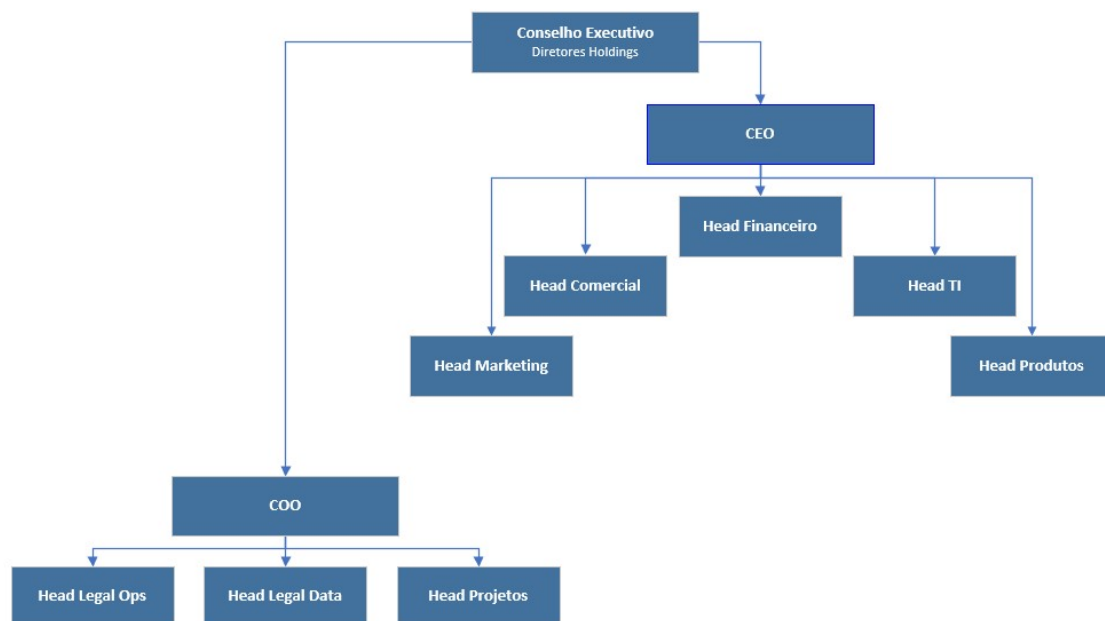 Conselho Executivo
Diretores Holdings
CEO
Head Financeiro
Head Comercial
Head TI
Head Marketing
Head Produtos
COO
Head Legal Ops
Head Legal Data
Head Projetos